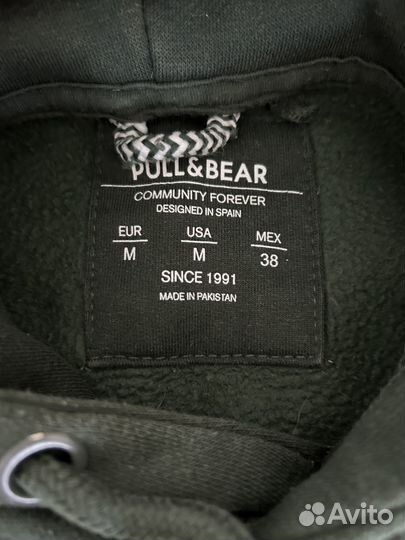 PULL&BEAR
COMMUNITY FOREVER
DESIGNED IN SPAIN
EUR USA MEX
M M 38
SINCE 1991
MADE IN PAKISTAN
Avito